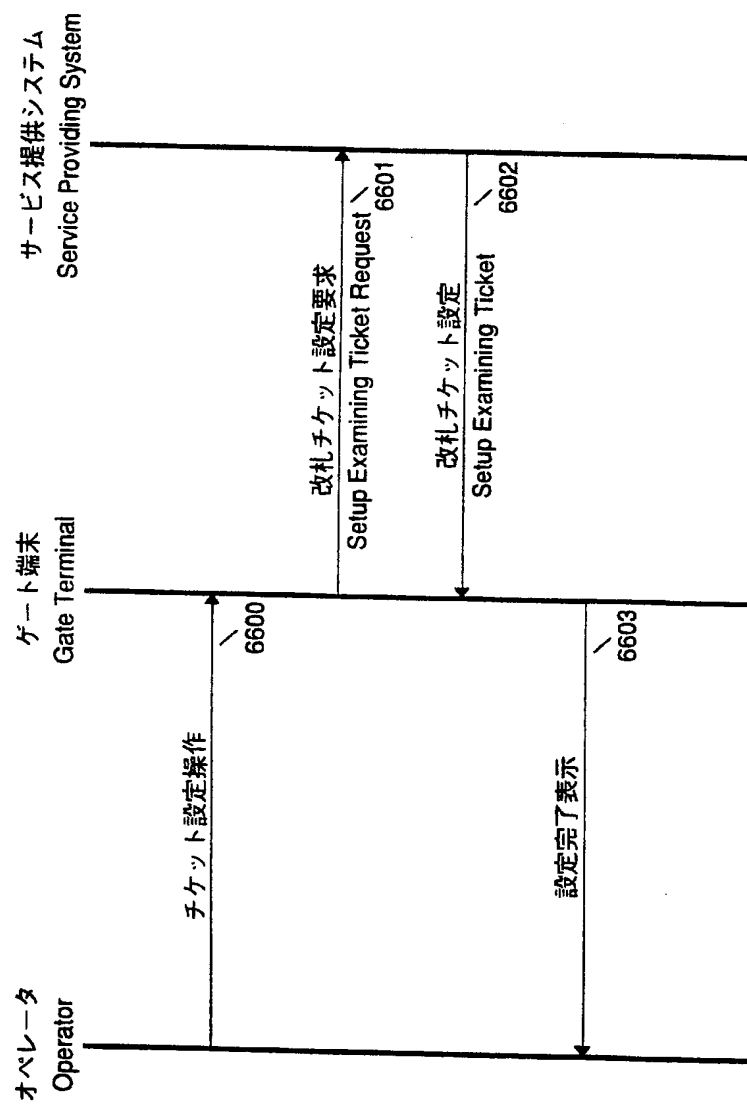 オペレータ
Operator
ゲート端末
Gate Terminal
サービス提供システム
Service Providing System
チケット設定操作
6600
改札チケット設定要求
Setup Examining Ticket Request
6601
改札チケット設定
Setup Examining Ticket
6602
設定完了表示
6603